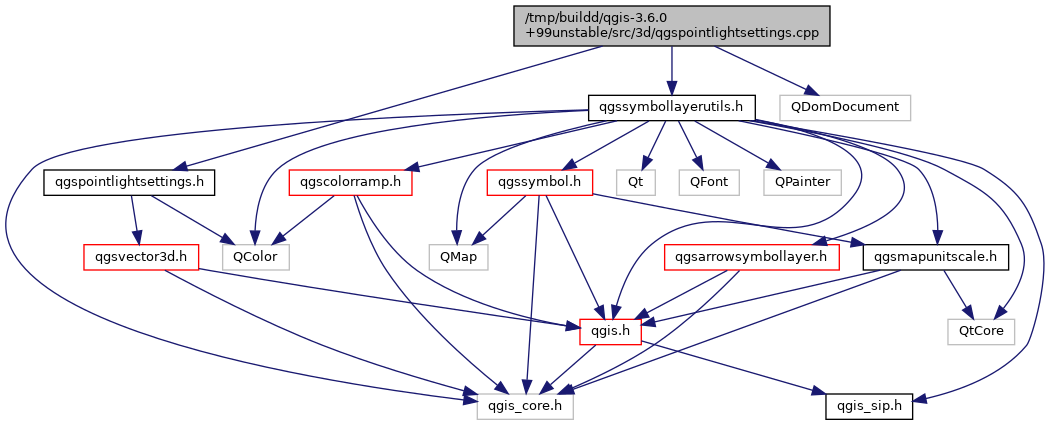 /tmp/buildd/qgis-3.6.0
+99unstable/src/3d/qgspointlightsettings.cpp
qgssymbollayerutils.h
QDomDocument
qgspointlightsettings.h
qgscolorramp.h
qgssymbol.h
Qt
QFont
QPainter
qgsvector3d.h
QColor
QMap
qgsarrowsymbollayer.h
qgsmapunitscale.h
qgis.h
QtCore
qgis_core.h
qgis_sip.h